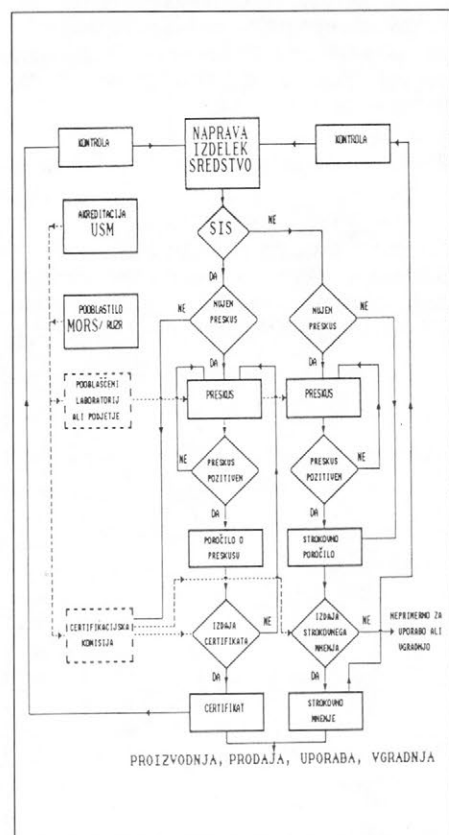 KONTROLA
NAPRAVA
IZDELEK
SREDSTVO
KONTROLA
AKREDITACIJA
USM
SIS
NE
DA
POOBLASTILO
MORS/ RUZR
NE
NUJEN
PRESKUS
DA
NUJEN
PRESKUS
NE
DA
POOBLAŠČENI
LABORATORIJ
ALI PODJETJE
PRESKUS
PRESKUS
NE
PRESKUS
POZITIVEN
DA
PRESKUS
POZITIVEN
NE
DA
POROČILO O
PRESKUSU
STROKOVNO
POROČILO
CERTIFIKACIJSKA
KOMISIJA
IZDAJA
CERTIFIKATA
NE
DA
IZDAJA
STROKOVNEGA
MNENJA
NE
DA
NEPRIMERNO ZA
UPORABO ALI
VGRADNJO
CERTIFIKAT
STROKOVNO
MNENJE
PROIZVODNJA, PRODAJA, UPORABA, VGRADNJA